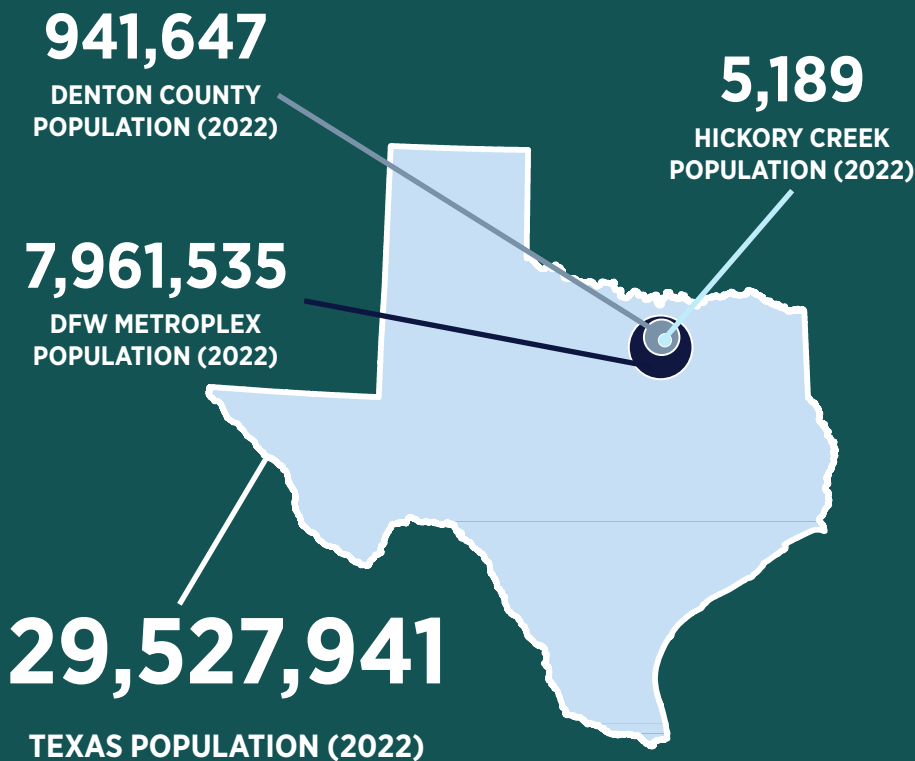 941,647
DENTON COUNTY
POPULATION (2022)
5,189
HICKORY CREEK
POPULATION (2022)
7,961,535
DFW METROPLEX
POPULATION (2022)
29,527,941
TEXAS POPULATION (2022)